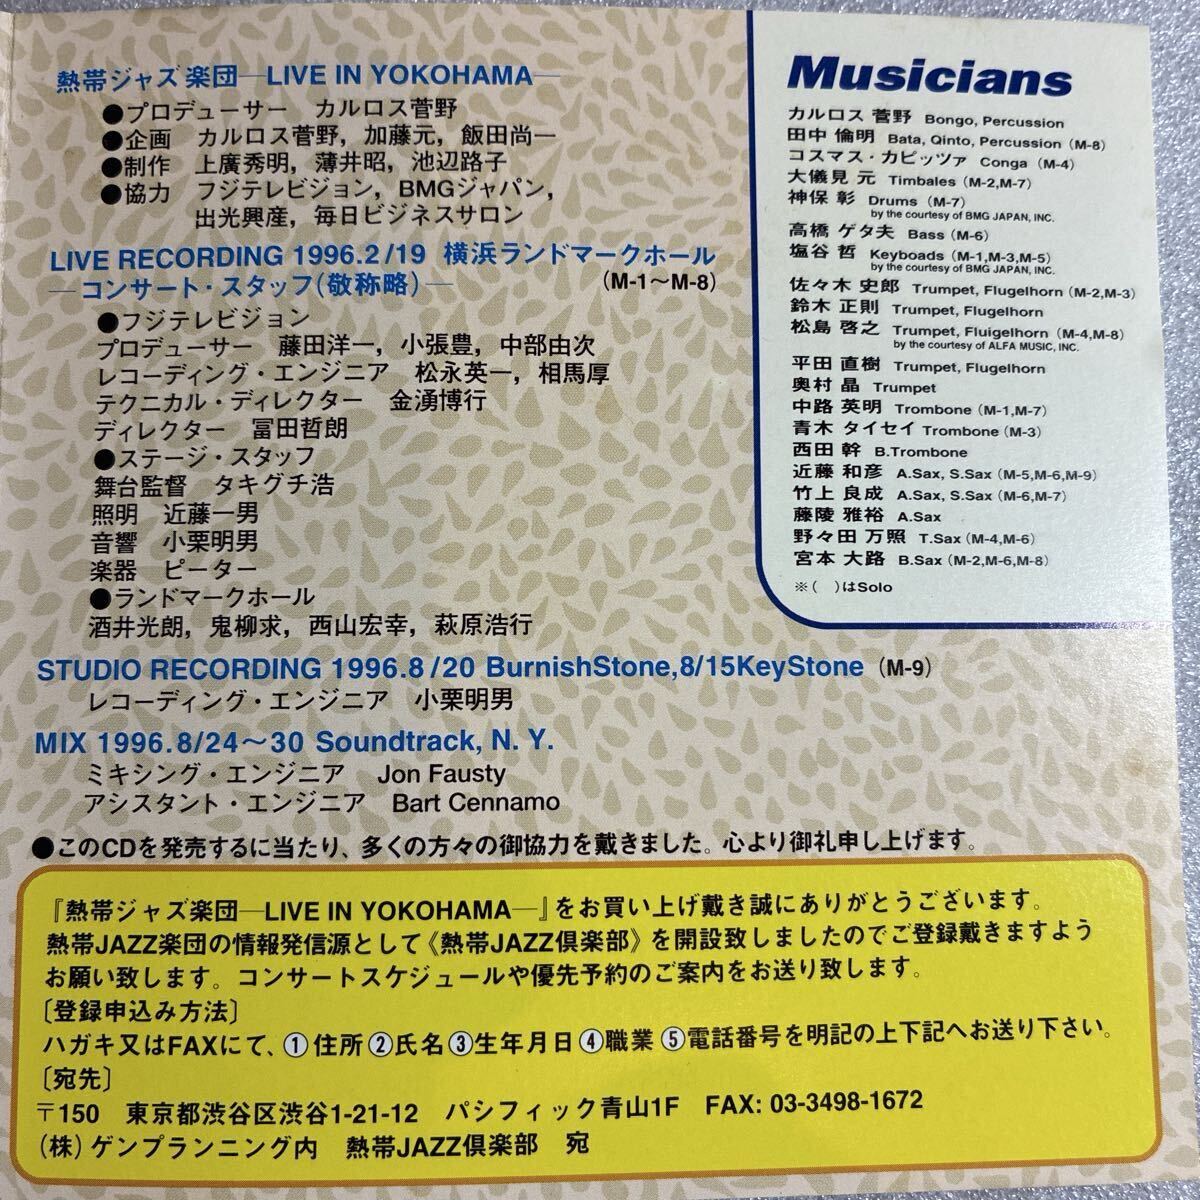 熱帯ジャズ楽団―LIVE IN YOKOHAMA―
●プロデューサー カルロス菅野
●企画 カルロス菅野，加藤元，飯田尚一
●制作 上廣秀明，薄井昭，池辺路子
●協力 フジテレビジョン，BMGジャパン，
出光興産，毎日ビジネスサロン
LIVE RECORDING 1996.2/19 横浜ランドマークホール
―コンサート・スタッフ(敬称略)― (M-1～M-8)
●フジテレビジョン
プロデューサー 藤田洋一，小張豊，中部由次
レコーディング・エンジニア 松永英一，相馬厚
テクニカル・ディレクター 金湧博行
ディレクター 冨田哲朗
●ステージ・スタッフ
舞台監督 タキグチ浩
照明 近藤一男
音響 小栗明男
楽器 ピーター
●ランドマークホール
酒井光朗，鬼柳求，西山宏幸，萩原浩行
STUDIO RECORDING 1996.8/20 BurnishStone,8/15KeyStone (M-9)
レコーディング・エンジニア 小栗明男
MIX 1996.8/24～30 Soundtrack, N.Y.
ミキシング・エンジニア Jon Fausty
アシスタント・エンジニア Bart Cennamo
●このCDを発売するに当たり、多くの方々の御協力を戴きました。心より御礼申し上げます。
Musicians
カルロス 菅野 Bongo, Percussion
田中 倫明 Bata, Qinto, Percussion (M-8)
コスマス・カピッツァ Conga (M-4)
大儀見 元 Timbales (M-2,M-7)
神保 彰 Drums (M-7)
by the courtesy of BMG JAPAN, INC.
高橋 ゲタ夫 Bass (M-6)
塩谷 哲 Keyboads (M-1,M-3,M-5)
by the courtesy of BMG JAPAN, INC.
佐々木 史郎 Trumpet, Flugelhorn (M-2,M-3)
鈴木 正則 Trumpet, Flugelhorn
松島 啓之 Trumpet, Fluigelhorn (M-4,M-8)
by the courtesy of ALFA MUSIC, INC.
平田 直樹 Trumpet, Flugelhorn
奥村 晶 Trumpet
中路 英明 Trombone (M-1,M-7)
青木 タイセイ Trombone (M-3)
西田 幹 B.Trombone
近藤 和彦 A.Sax, S.Sax (M-5,M-6,M-9)
竹上 良成 A.Sax, S.Sax (M-6,M-7)
藤陵 雅裕 A.Sax
野々田 万照 T.Sax (M-4,M-6)
宮本 大路 B.Sax (M-2,M-6,M-8)
※( )はSolo
『熱帯ジャズ楽団―LIVE IN YOKOHAMA―』をお買い上げ戴き誠にありがとうございます。
熱帯JAZZ楽団の情報発信源として《熱帯JAZZ倶楽部》を開設致しましたのでご登録戴きますよう
お願い致します。コンサートスケジュールや優先予約のご案内をお送り致します。
〔登録申込み方法〕
ハガキ又はFAXにて、①住所②氏名③生年月日④職業⑤電話番号を明記の上下記へお送り下さい。
〔宛先〕
〒150 東京都渋谷区渋谷1-21-12 パシフィック青山1F FAX: 03-3498-1672
(株)ゲンプランニング内 熱帯JAZZ倶楽部 宛